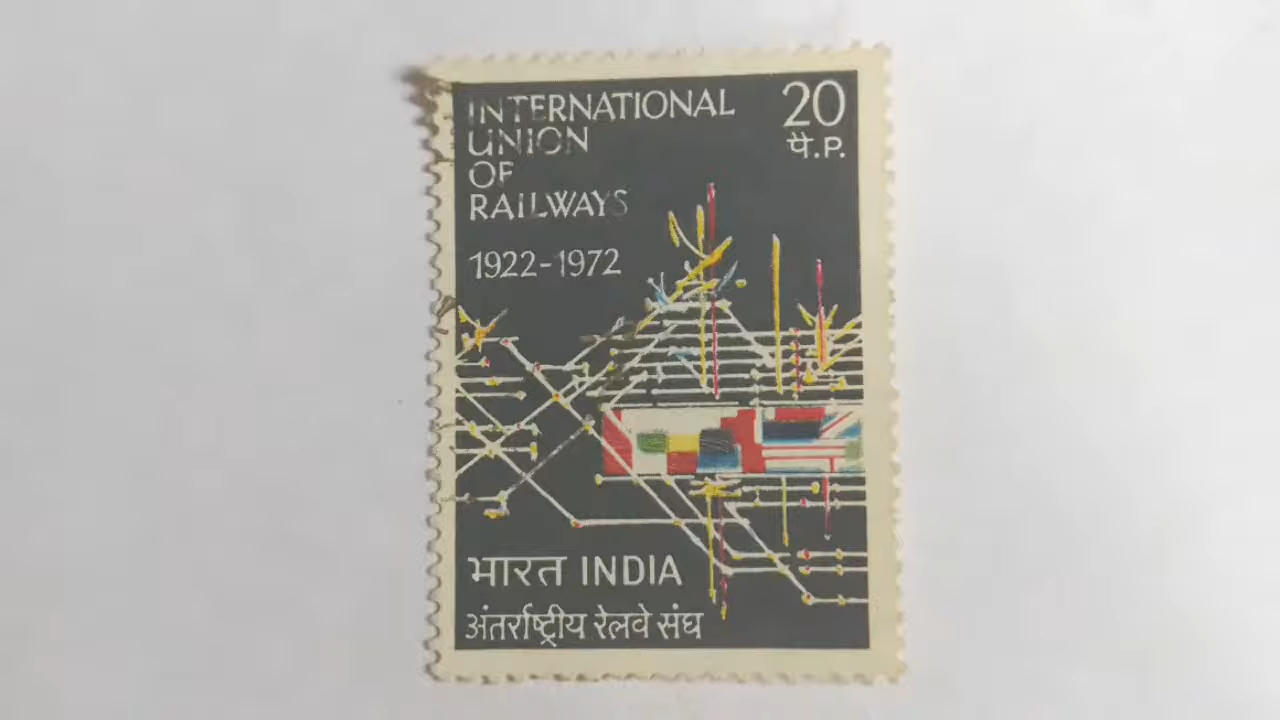 INTERNATIONAL
UNION
OF
RAILWAYS
1922-1972
20
पै.P.
भारत INDIA
अंतर्राष्ट्रीय रेलवे संघ